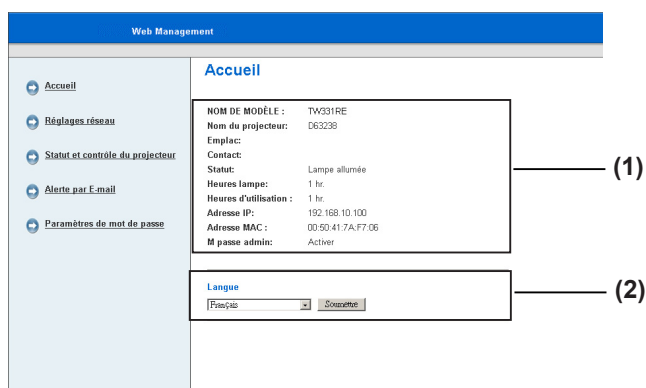 Web Management
Accueil
Réglages réseau
Statut et contrôle du projecteur
Alerte par E-mail
Paramètres de mot de passe
Accueil
NOM DE MODÈLE : TW331RE
Nom du projecteur: D63238
Emplac:
Contact:
Statut: Lampe allumée
Heures lampe: 1 hr.
Heures d'utilisation : 1 hr.
Adresse IP: 192.168.10.100
Adresse MAC : 00:50:41:7A:F7:06
M passe admin: Activer
(1)
Langue
Français Soumettre
(2)